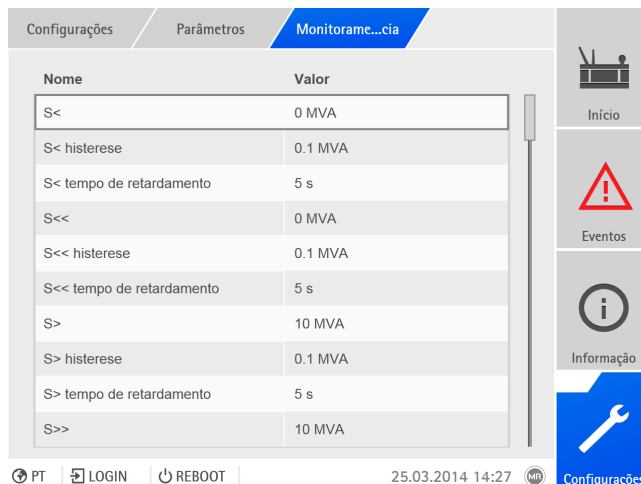 Configurações Parâmetros Monitorame...cia
Nome Valor
S< 0 MVA
S< histerese 0.1 MVA
S< tempo de retardamento 5 s
S<< 0 MVA
S<< histerese 0.1 MVA
S<< tempo de retardamento 5 s
S> 10 MVA
S> histerese 0.1 MVA
S> tempo de retardamento 5 s
S>> 10 MVA
Início
Eventos
Informação
Configurações
PT LOGIN REBOOT 25.03.2014 14:27 MR